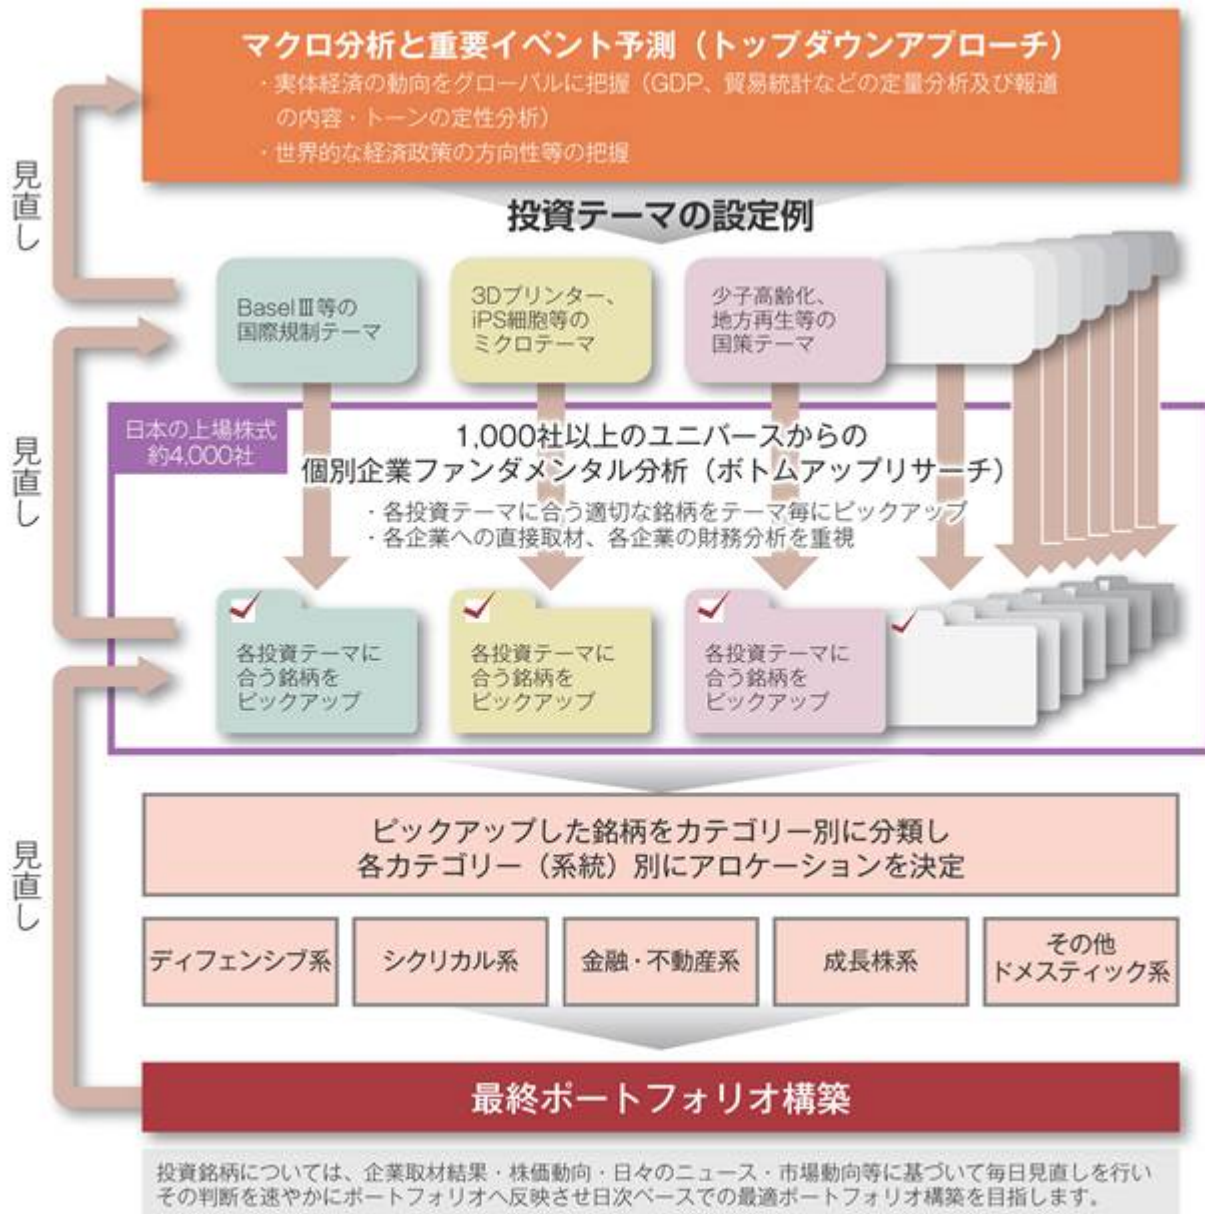 マクロ分析と重要イベント予測（トップダウンアプローチ）
・実体経済の動向をグローバルに把握（GDP、貿易統計などの定量分析及び報道
の内容・トーンの定性分析）
・世界的な経済政策の方向性等の把握
見直し
投資テーマの設定例
BaselⅢ等の
国際規制テーマ
3Dプリンター、
iPS細胞等の
ミクロテーマ
少子高齢化、
地方再生等の
国策テーマ
見直し
日本の上場株式
約4,000社
1,000社以上のユニバースからの
個別企業ファンダメンタル分析（ボトムアップリサーチ）
・各投資テーマに合う適切な銘柄をテーマ毎にピックアップ
・各企業への直接取材、各企業の財務分析を重視
各投資テーマに
合う銘柄を
ピックアップ
各投資テーマに
合う銘柄を
ピックアップ
各投資テーマに
合う銘柄を
ピックアップ
見直し
ピックアップした銘柄をカテゴリー別に分類し
各カテゴリー（系統）別にアロケーションを決定
ディフェンシブ系
シクリカル系
金融・不動産系
成長株系
その他
ドメスティック系
最終ポートフォリオ構築
投資銘柄については、企業取材結果・株価動向・日々のニュース・市場動向等に基づいて毎日見直しを行い
その判断を速やかにポートフォリオへ反映させ日次ベースでの最適ポートフォリオ構築を目指します。